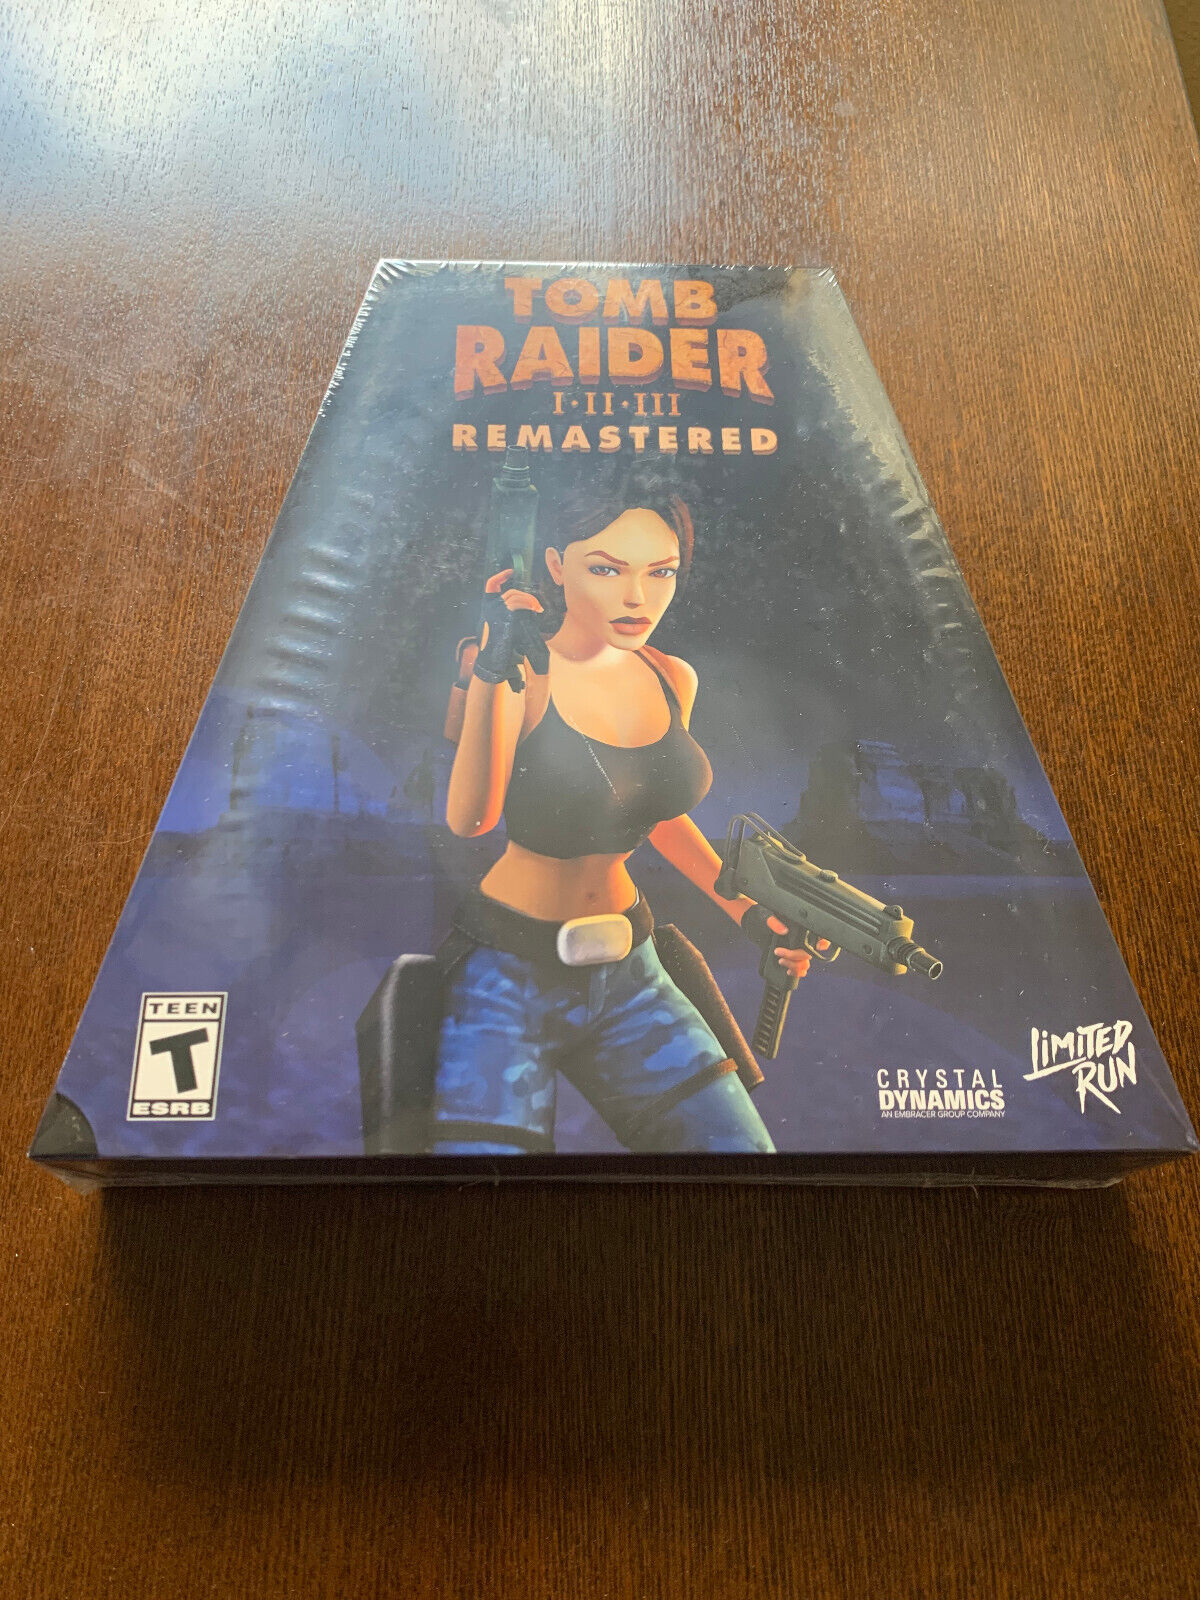 TOMB
RAIDER
I•II•III
REMASTERED
TEEN
T
ESRB
CRYSTAL
DYNAMICS
AN EMBRACER GROUP COMPANY
LIMITED
RUN